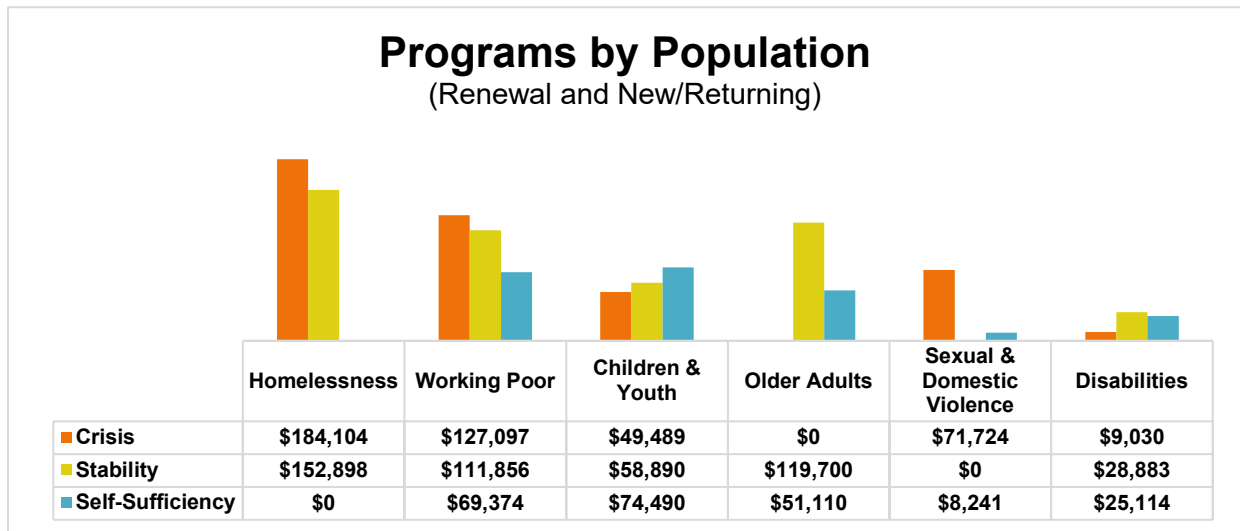 Programs by Population
(Renewal and New/Returning)
Homelessness Working Poor Children & Youth Older Adults Sexual & Domestic Violence Disabilities
Crisis $184,104 $127,097 $49,489 $0 $71,724 $9,030
Stability $152,898 $111,856 $58,890 $119,700 $0 $28,883
Self-Sufficiency $0 $69,374 $74,490 $51,110 $8,241 $25,114